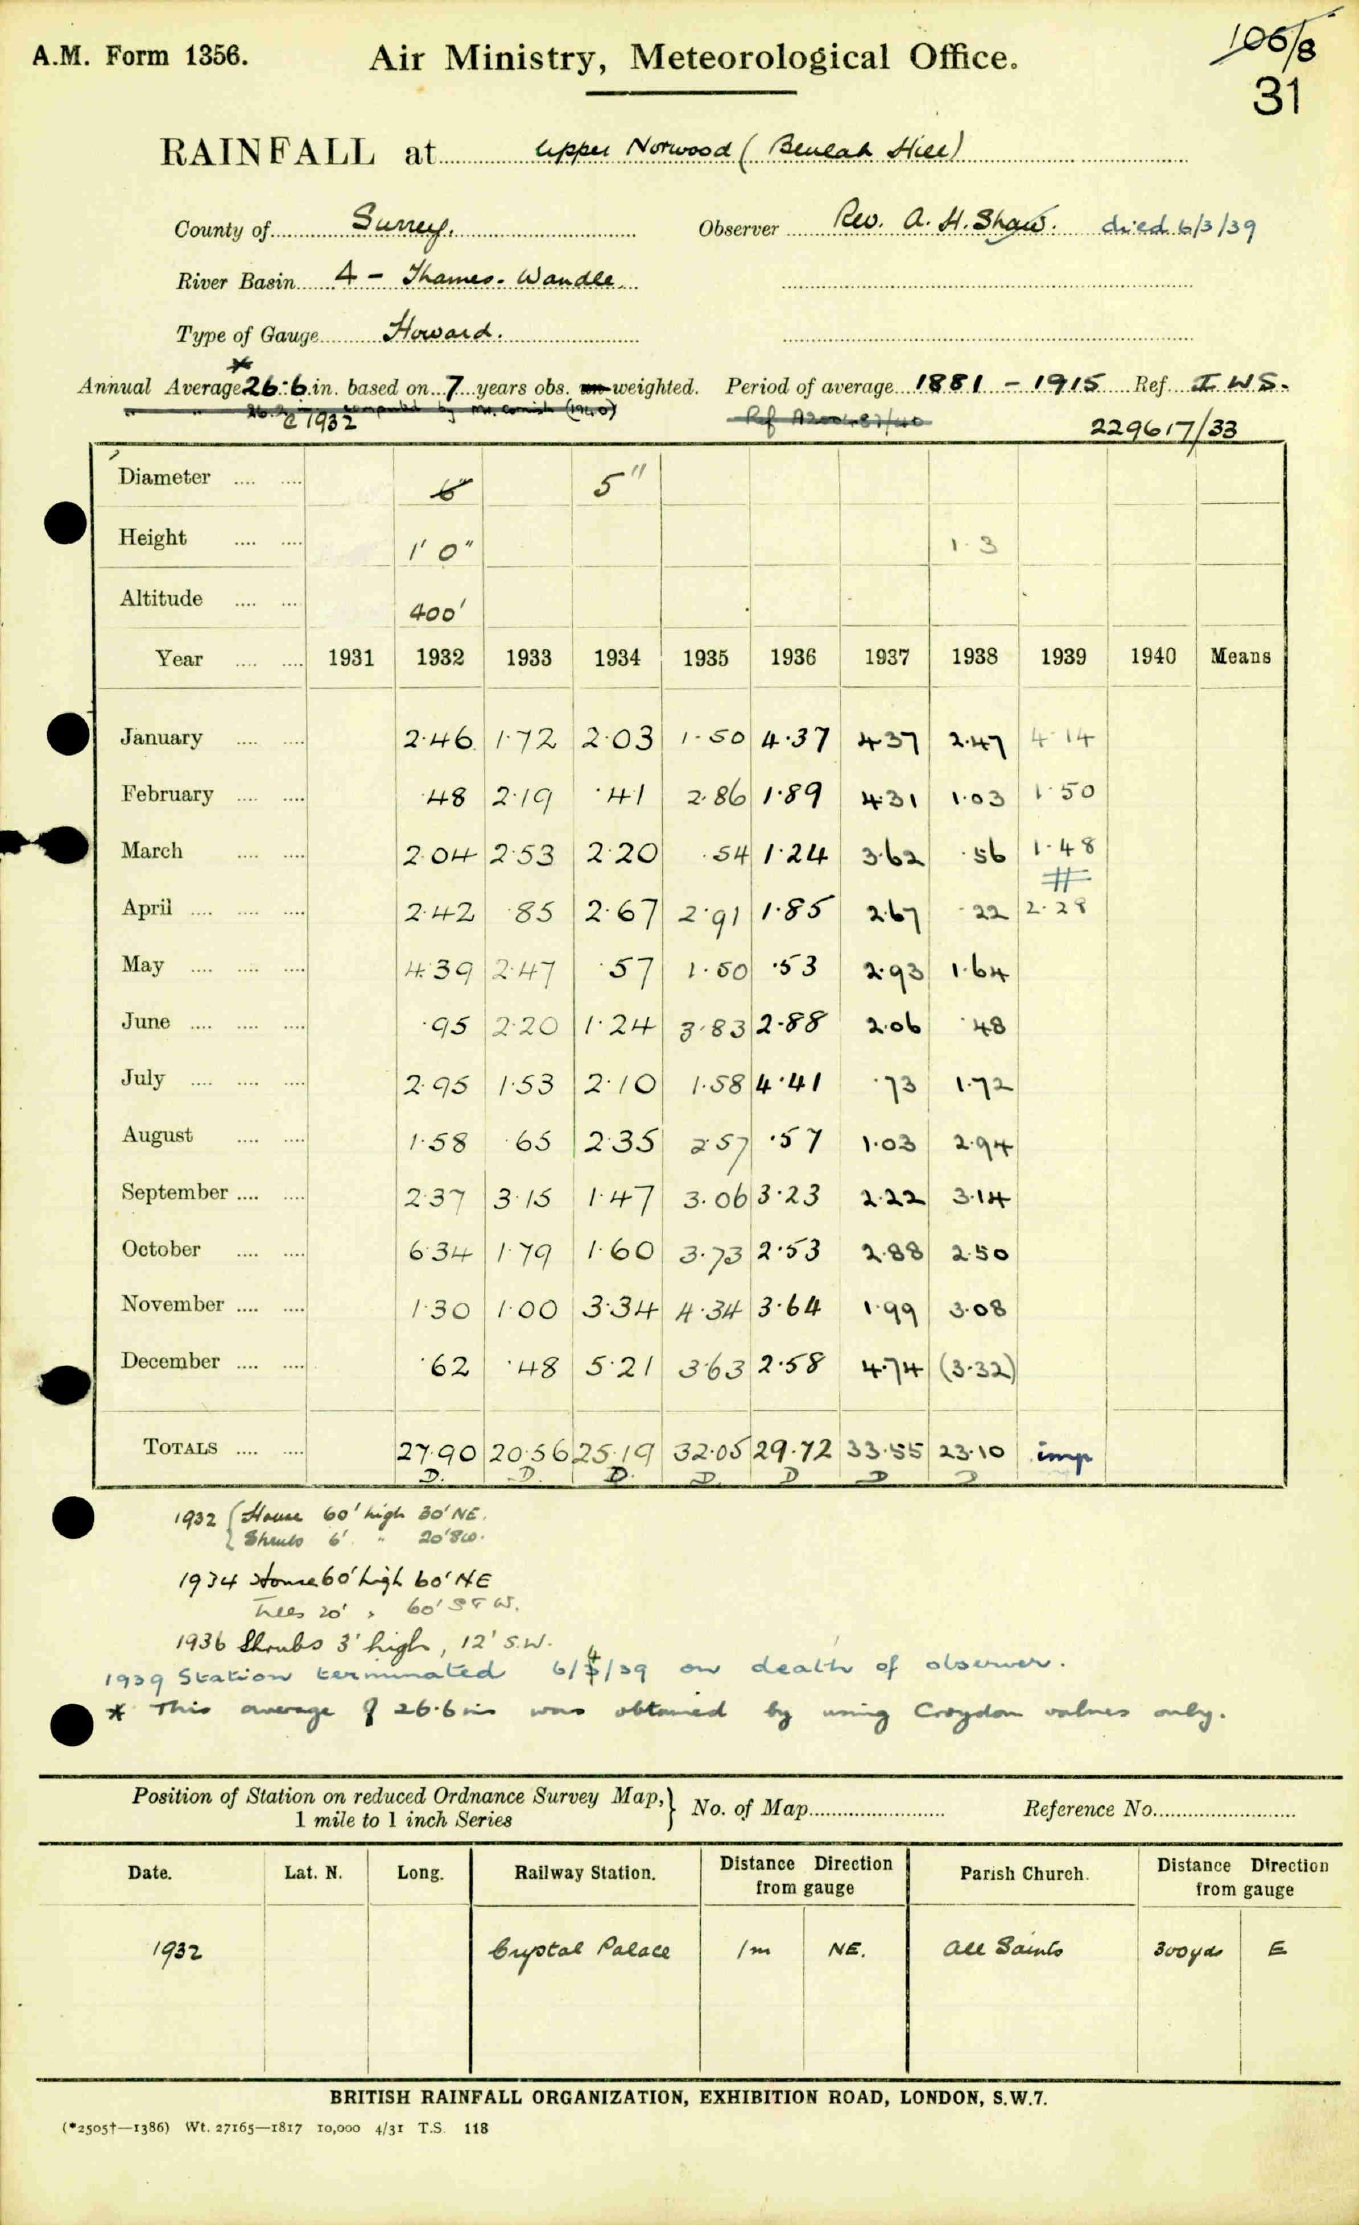 A.M. Form 1356.
Air Ministry, Meteorological Office.
106/8
31
RAINFALL at Upper Norwood (Beulah Hill)
County of Surrey. Observer Rev. A. H. Shaw. died 6/3/39
River Basin 4 - Thames - Wandle
Type of Gauge Howard.
Annual Average *26.6 in. based on 7 years obs. un weighted. Period of average 1881 - 1915 Ref I W S.
computed by Mr. Cornish (1940)
C 1932 229617/33
Diameter .... .... 6" 5"
Height .... .... 1' 0" 1.3
Altitude .... .... 400'
Year .... .... 1931 1932 1933 1934 1935 1936 1937 1938 1939 1940 Means
January .... .... 2.46 1.72 2.03 1.50 4.37 4.37 2.47 4.14
February .... .... .48 2.19 .41 2.86 1.89 4.31 1.03 1.50
March .... .... 2.04 2.53 2.20 .54 1.24 3.62 .56 1.48
#
April .... .... .... 2.42 .85 2.67 2.91 1.85 2.67 .22 2.28
May .... .... .... 4.39 2.47 .57 1.50 .53 2.93 1.64
June .... .... .... .95 2.20 1.24 3.83 2.88 2.06 .48
July .... .... .... 2.95 1.53 2.10 1.58 4.41 .73 1.72
August .... .... 1.58 .65 2.35 2.57 .57 1.03 2.94
September .... .... 2.37 3.15 1.47 3.06 3.23 2.22 3.14
October .... .... 6.34 1.79 1.60 3.73 2.53 2.88 2.50
November .... .... 1.30 1.00 3.34 4.34 3.64 1.99 3.08
December .... .... .62 .48 5.21 3.63 2.58 4.74 (3.32)
TOTALS .... .... 27.90 20.56 25.19 32.05 29.72 33.55 23.10 imp
D. D. D. D. D D D
1932 { House 60' high 30' NE.
{ Shrubs 6' " 20' SW.
1934 House 60' high 60' NE
Trees 20' " 60' S & W.
1936 Shrubs 3' high, 12' S.W.
1939 Station terminated 6/4/39 on death of observer.
* This average of 26.6 ins was obtained by using Croydon values only.
Position of Station on reduced Ordnance Survey Map,} No. of Map Reference No.
1 mile to 1 inch Series
Date. Lat. N. Long. Railway Station. Distance Direction from gauge Parish Church. Distance Direction from gauge
1932 Crystal Palace 1m NE. All Saints 300yds E
BRITISH RAINFALL ORGANIZATION, EXHIBITION ROAD, LONDON, S.W.7.
(*2505†—1386) Wt. 27165—1817 10,000 4/31 T.S. 118